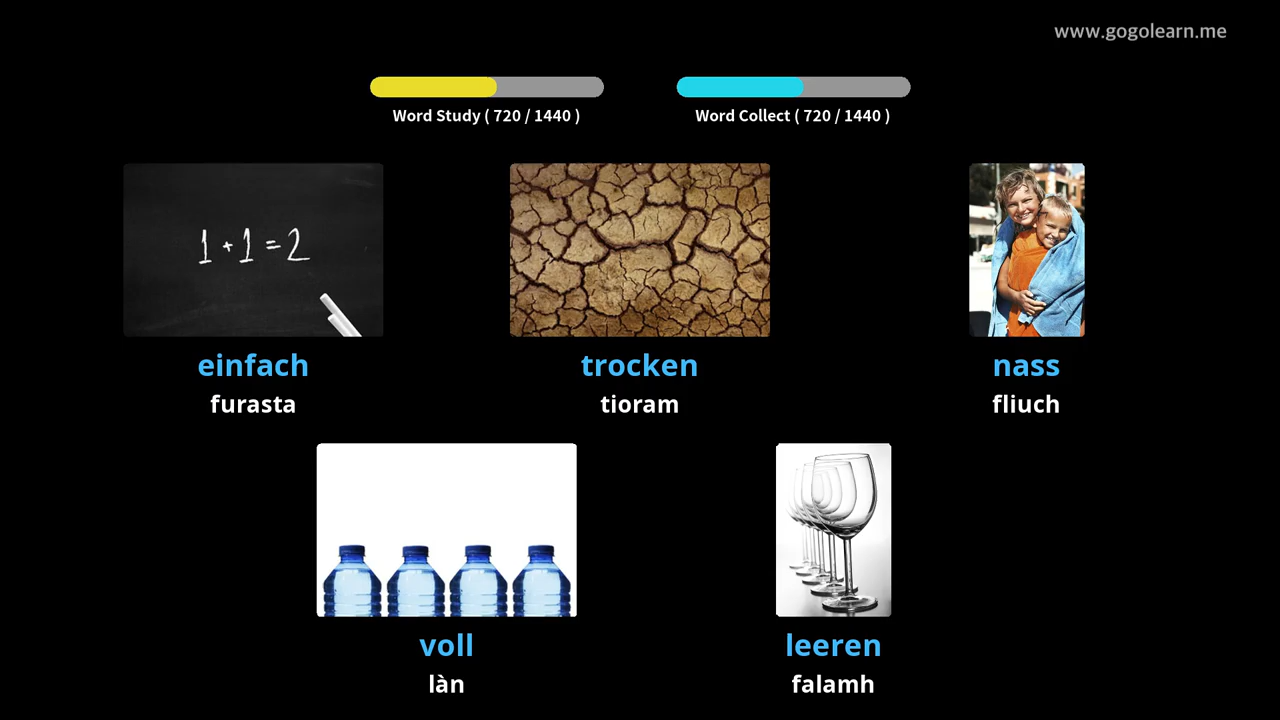 www.gogolearn.me
Word Study ( 720 / 1440 )
Word Collect ( 720 / 1440 )
1 + 1 = 2
einfach
furasta
trocken
tioram
nass
fliuch
voll
làn
leeren
falamh